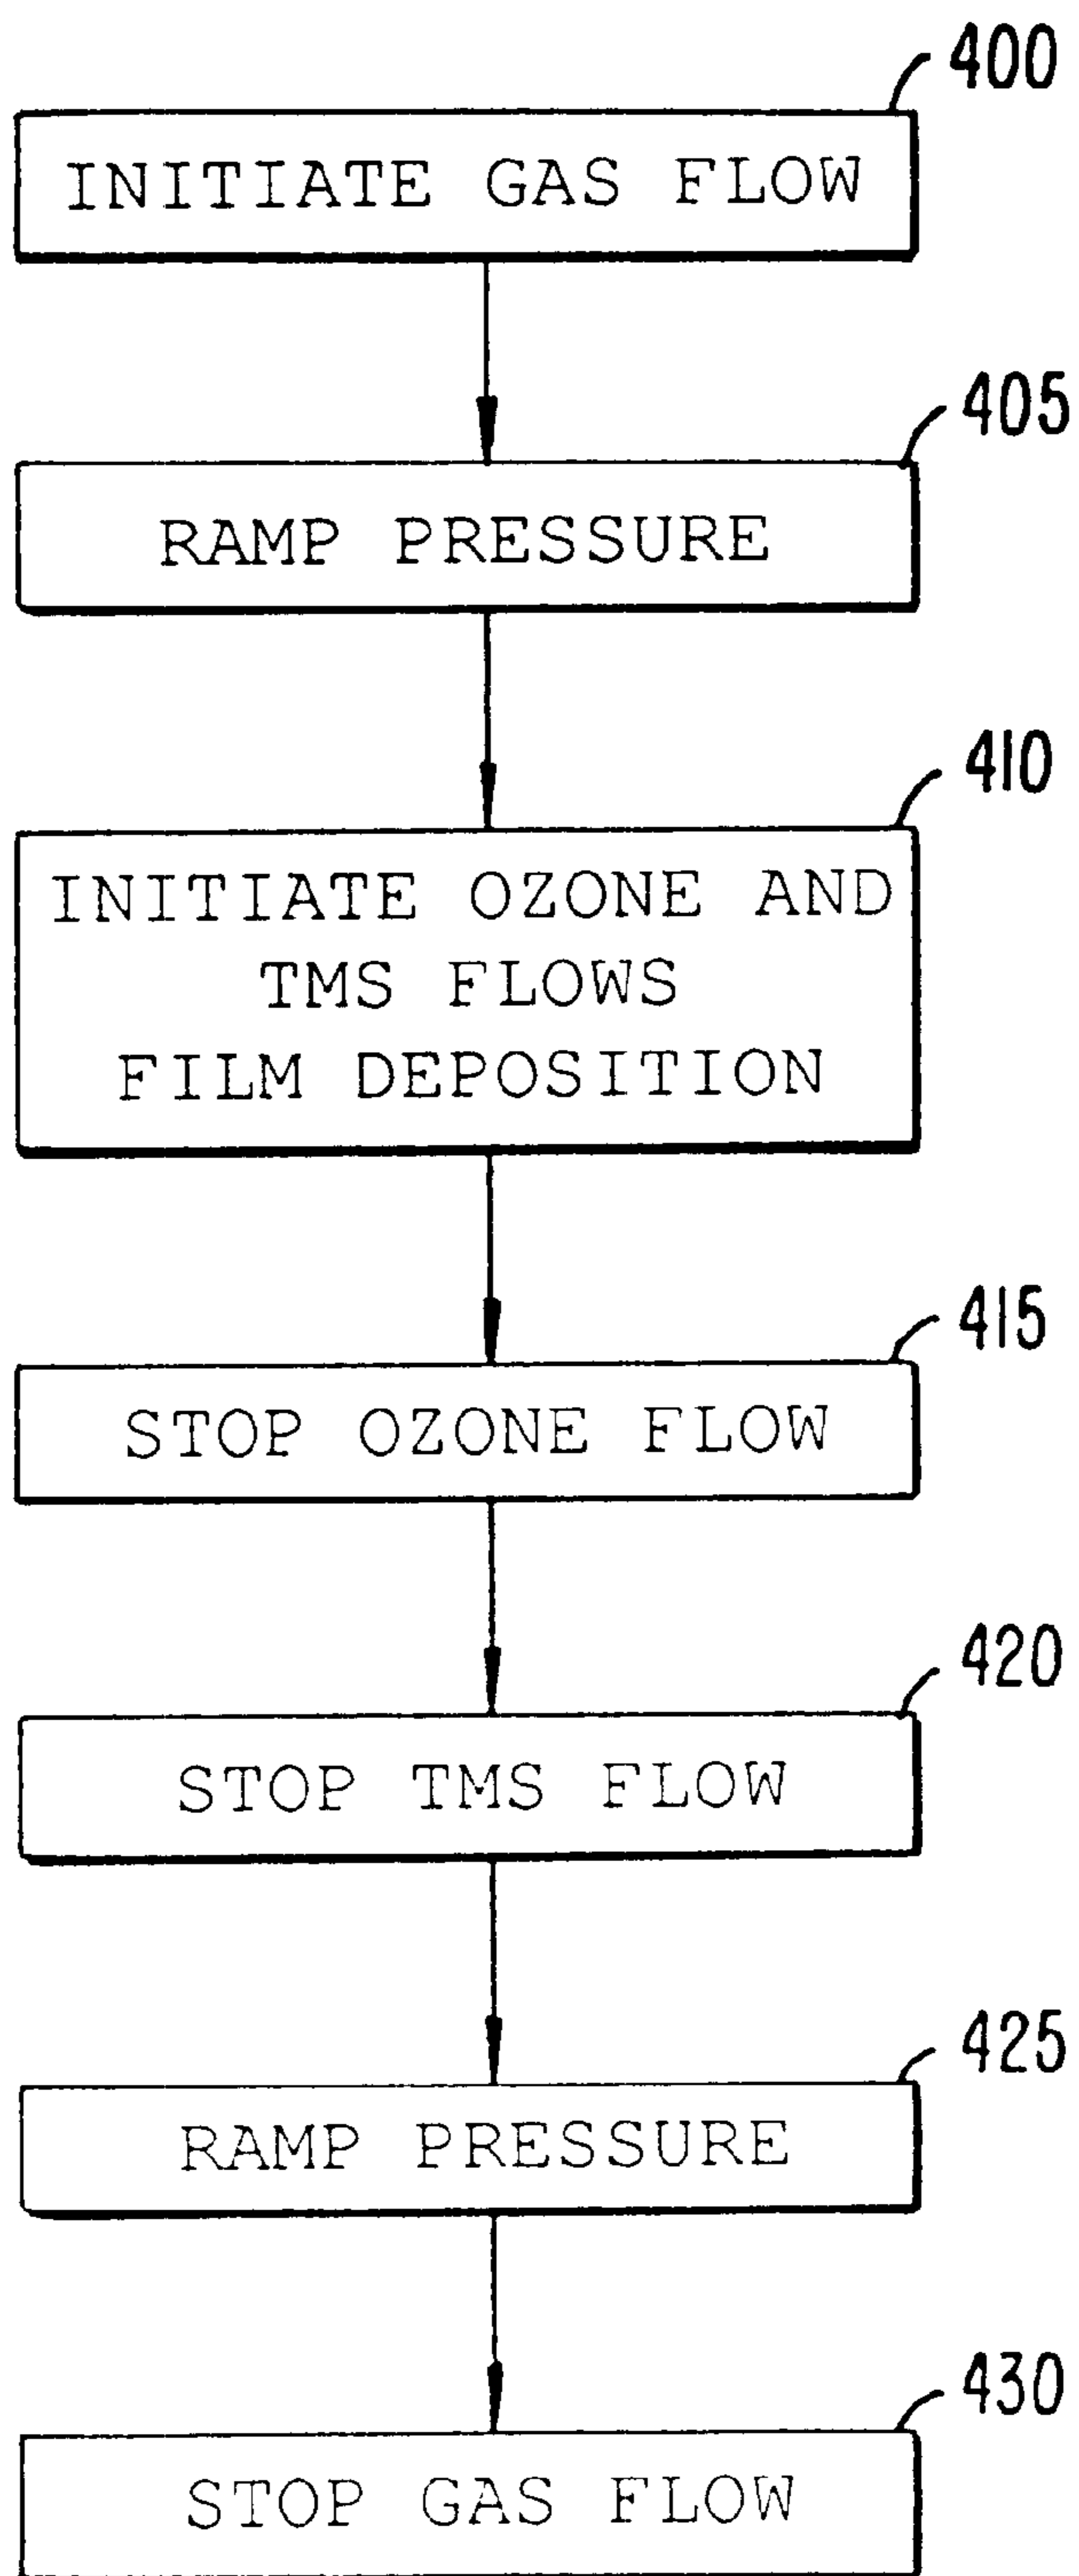 400
INITIATE GAS FLOW
405
RAMP PRESSURE
410
INITIATE OZONE AND
TMS FLOWS
FILM DEPOSITION
415
STOP OZONE FLOW
420
STOP TMS FLOW
425
RAMP PRESSURE
430
STOP GAS FLOW